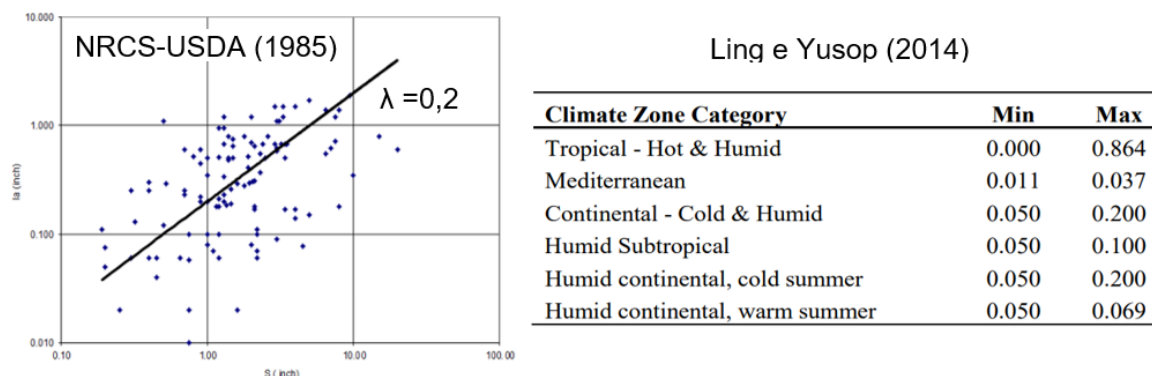 NRCS-USDA (1985)
10.000
1.000
0.100
0.010
Ia (inch)
λ =0,2
0.10
1.00
10.00
100.00
S ( inch)
Ling e Yusop (2014)
Climate Zone Category Min Max
Tropical - Hot & Humid 0.000 0.864
Mediterranean 0.011 0.037
Continental - Cold & Humid 0.050 0.200
Humid Subtropical 0.050 0.100
Humid continental, cold summer 0.050 0.200
Humid continental, warm summer 0.050 0.069